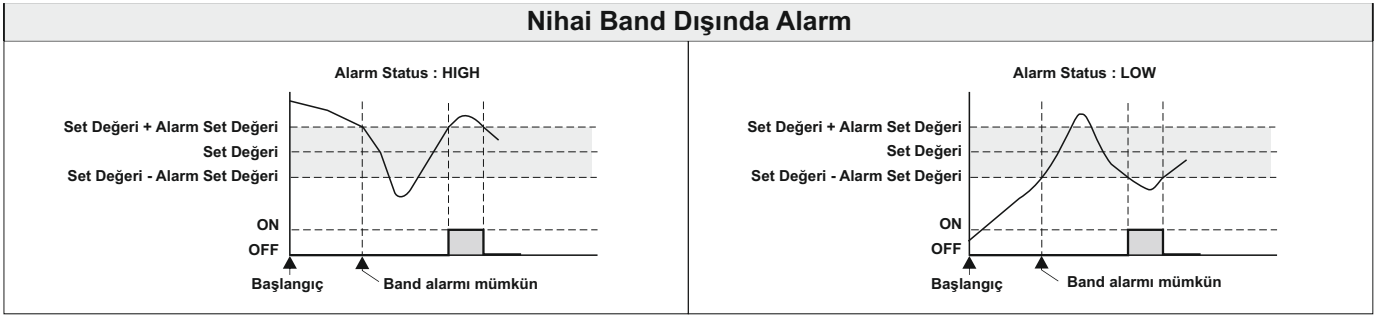 Nihai Band Dışında Alarm
Alarm Status : HIGH
Set Değeri + Alarm Set Değeri
Set Değeri
Set Değeri - Alarm Set Değeri
ON
OFF
Başlangıç
Band alarmı mümkün
Alarm Status : LOW
Set Değeri + Alarm Set Değeri
Set Değeri
Set Değeri - Alarm Set Değeri
ON
OFF
Başlangıç
Band alarmı mümkün